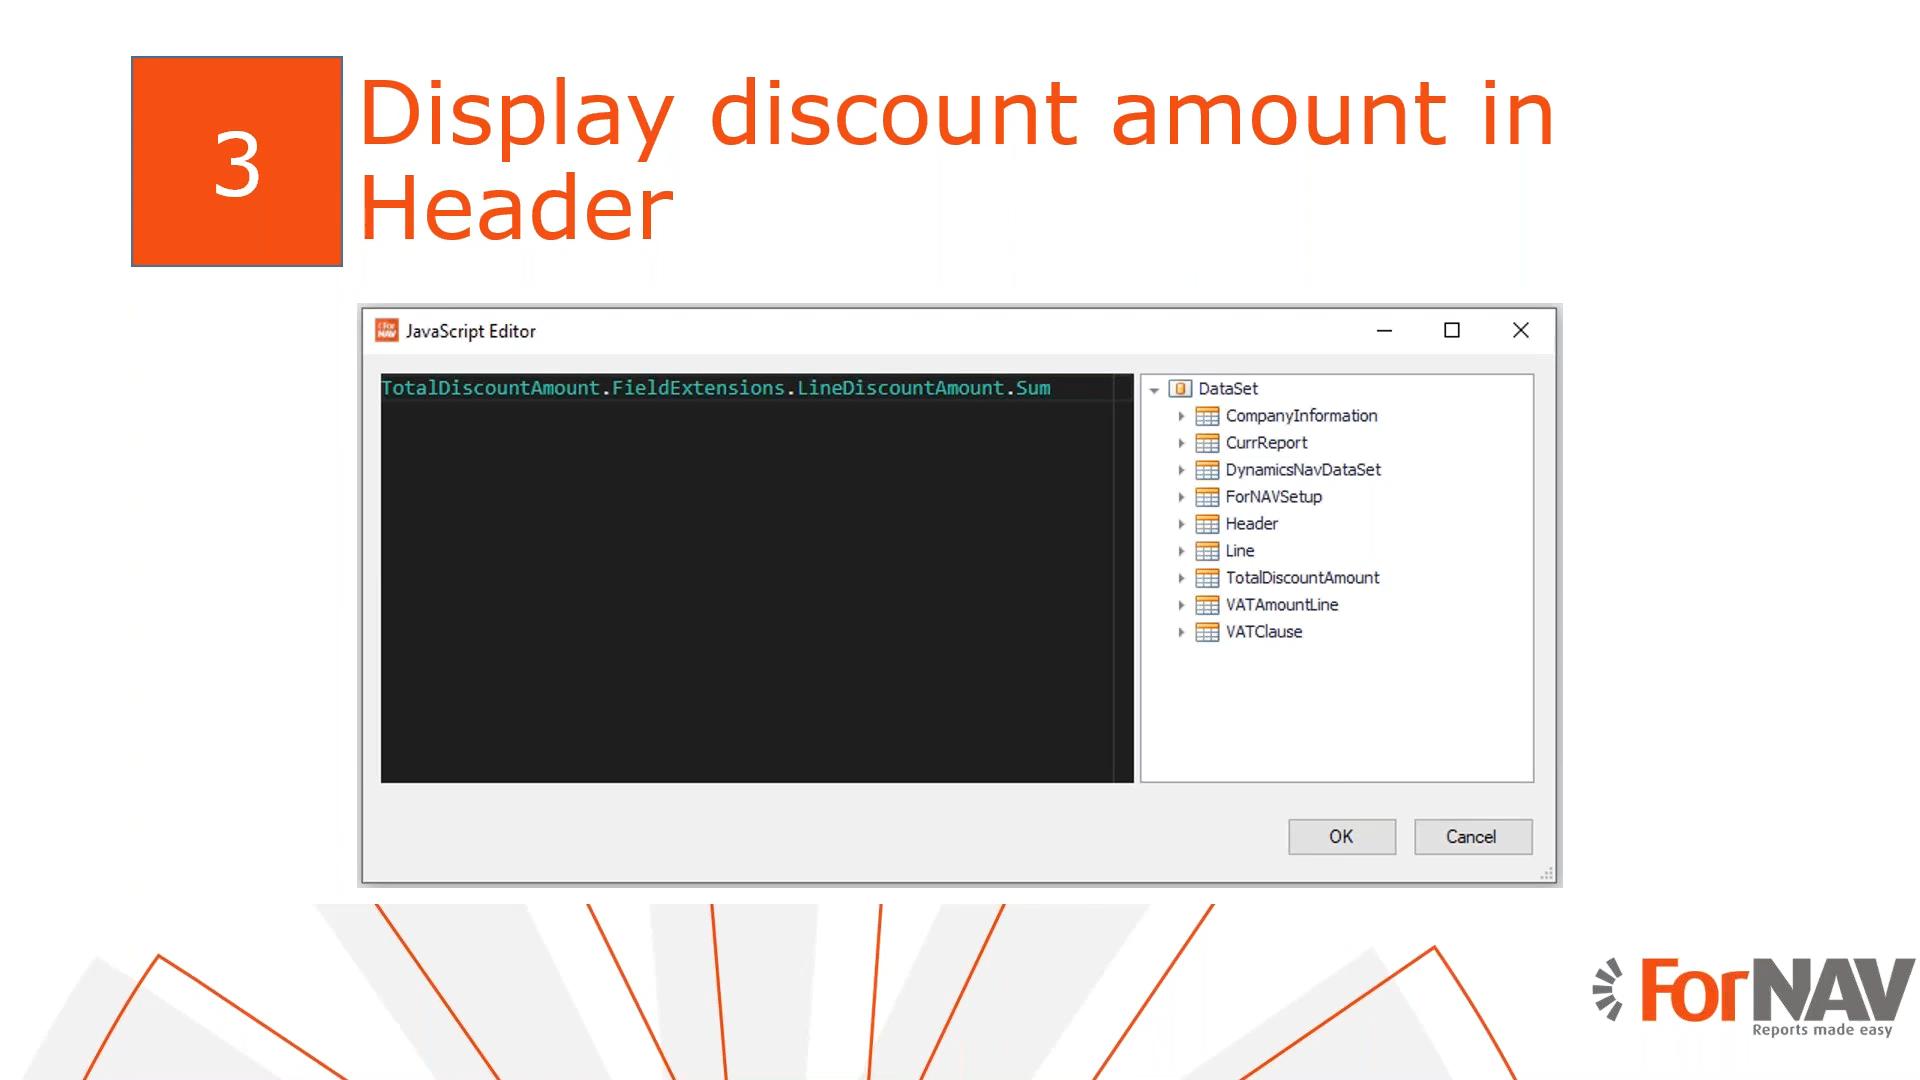 3
Display discount amount in
Header
ForNAV
JavaScript Editor
TotalDiscountAmount.FieldExtensions.LineDiscountAmount.Sum
DataSet
CompanyInformation
CurrReport
DynamicsNavDataSet
ForNAVSetup
Header
Line
TotalDiscountAmount
VATAmountLine
VATClause
OK
Cancel
ForNAV
Reports made easy